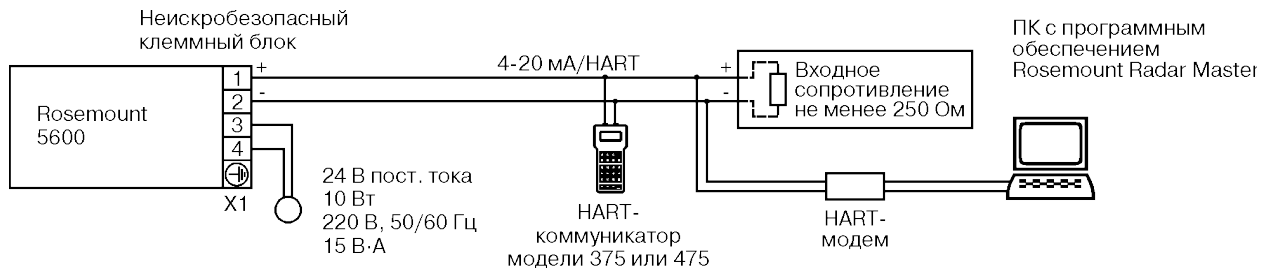 Неискробезопасный
клеммный блок
Rosemount
5600
1
2
3
4
+
-
X1
24 В пост. тока
10 Вт
220 В, 50/60 Гц
15 В·А
4-20 мА/HART
HART-
коммуникатор
модели 375 или 475
+
-
Входное
сопротивление
не менее 250 Ом
HART-
модем
ПК с программным
обеспечением
Rosemount Radar Master